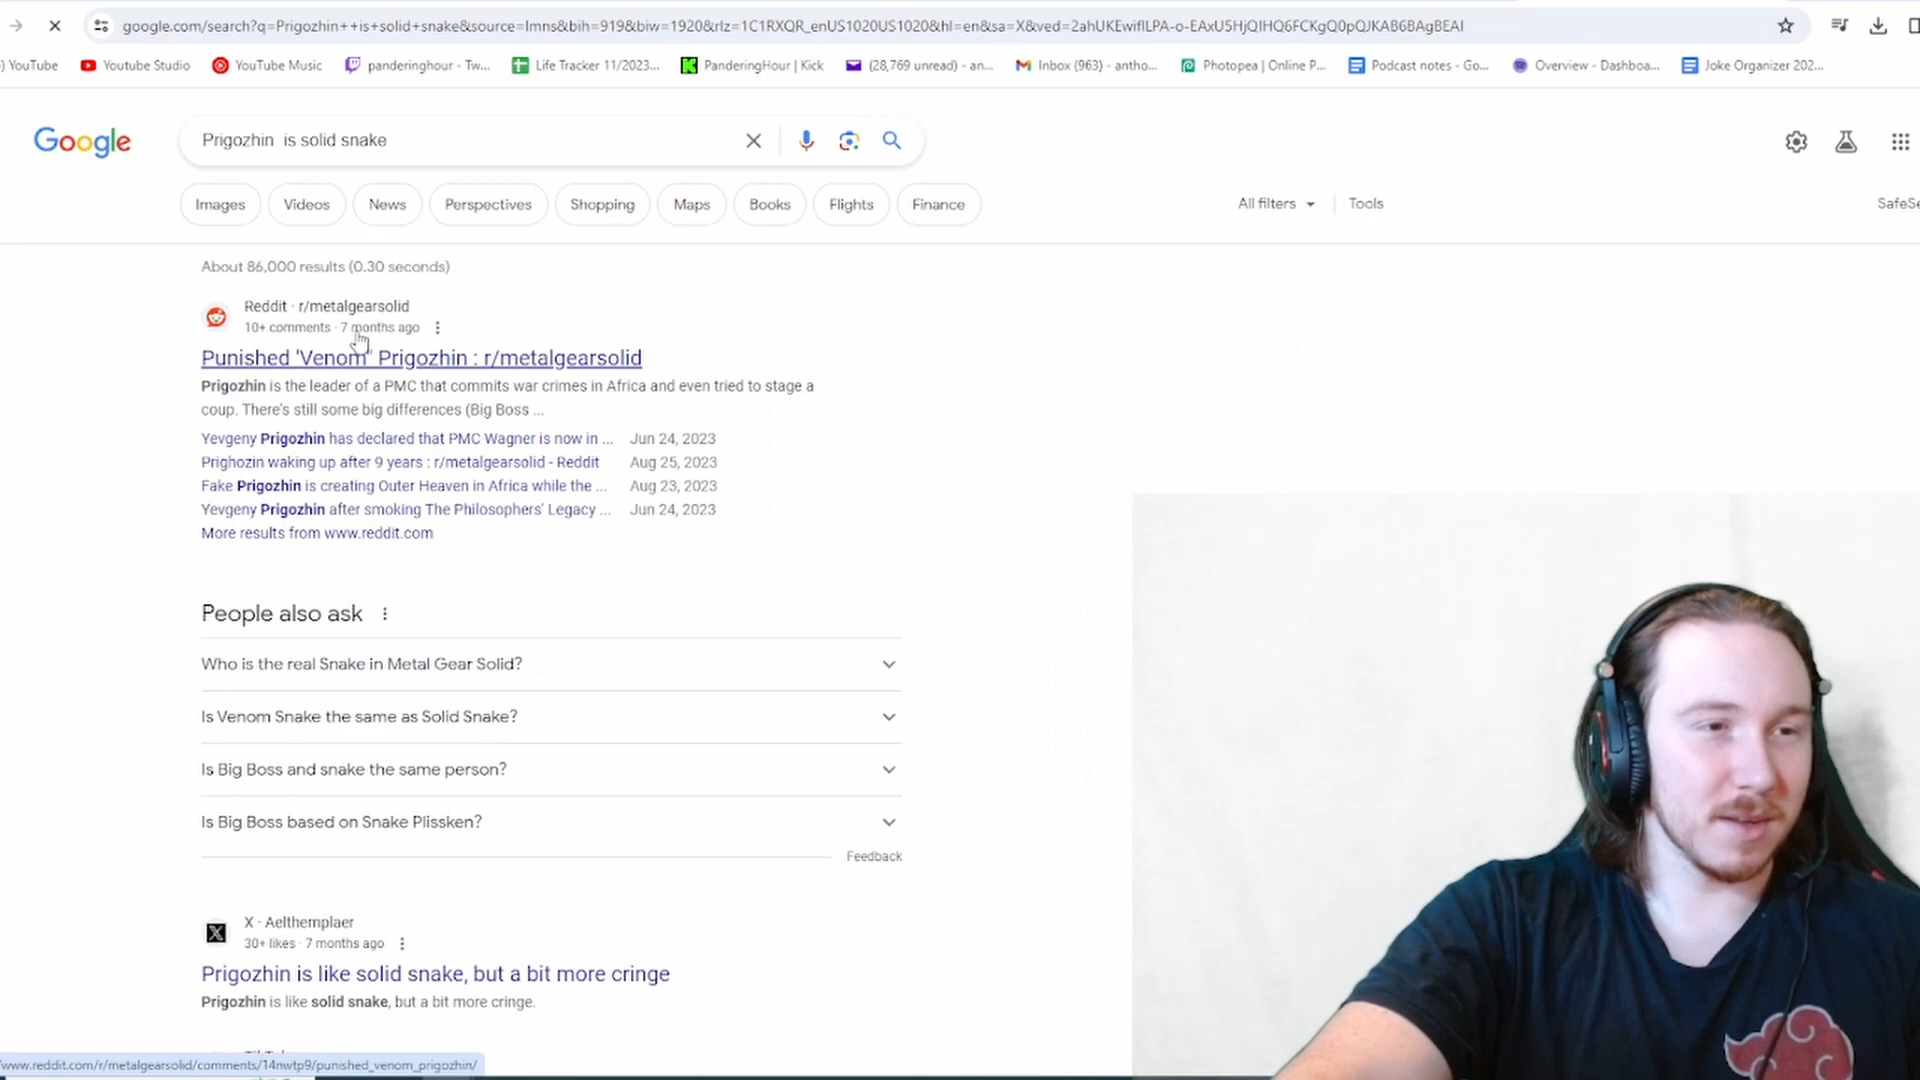 google.com/search?q=Prigozhin++is+solid+snake&source=lmns&bih=919&biw=1920&rlz=1C1RXQR_enUS1020US1020&hl=en&sa=X&ved=2ahUKEwiflLPA-o-EAxU5HjQIHQ6FCKgQ0pQJKAB6BAgBEAI
) YouTube
Youtube Studio
YouTube Music
panderinghour - Tw...
Life Tracker 11/2023...
PanderingHour | Kick
(28,769 unread) - an...
Inbox (963) - antho...
Photopea | Online P...
Podcast notes - Go...
Overview - Dashboa...
Joke Organizer 202...
Google
Prigozhin  is solid snake
Images
Videos
News
Perspectives
Shopping
Maps
Books
Flights
Finance
All filters
Tools
SafeSe
About 86,000 results (0.30 seconds)
Reddit · r/metalgearsolid
10+ comments · 7 months ago
Punished 'Venom" Prigozhin : r/metalgearsolid
Prigozhin is the leader of a PMC that commits war crimes in Africa and even tried to stage a
coup. There's still some big differences (Big Boss ...
Yevgeny Prigozhin has declared that PMC Wagner is now in ... Jun 24, 2023
Prighozin waking up after 9 years : r/metalgearsolid - Reddit Aug 25, 2023
Fake Prigozhin is creating Outer Heaven in Africa while the ... Aug 23, 2023
Yevgeny Prigozhin after smoking The Philosophers' Legacy ... Jun 24, 2023
More results from www.reddit.com
People also ask
Who is the real Snake in Metal Gear Solid?
Is Venom Snake the same as Solid Snake?
Is Big Boss and snake the same person?
Is Big Boss based on Snake Plissken?
Feedback
X · Aelthemplaer
30+ likes · 7 months ago
Prigozhin is like solid snake, but a bit more cringe
Prigozhin is like solid snake, but a bit more cringe.
www.reddit.com/r/metalgearsolid/comments/14nwtp9/punished_venom_prigozhin/